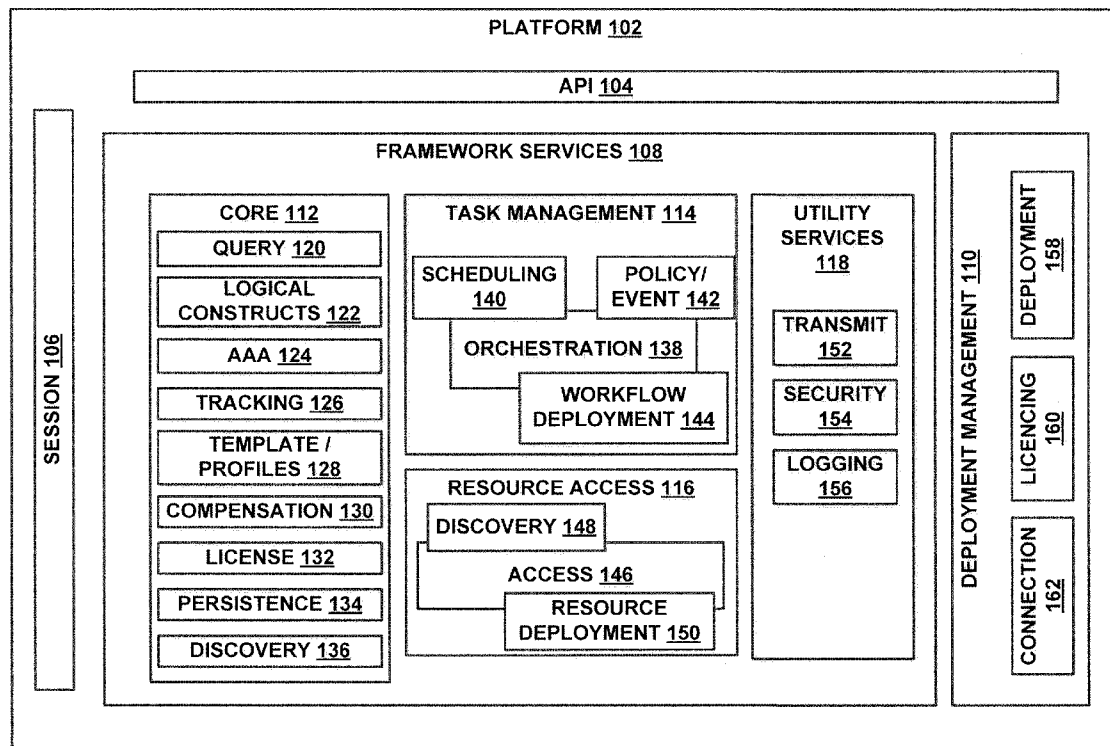 PLATFORM 102
API 104
SESSION 106
FRAMEWORK SERVICES 108
CORE 112
QUERY 120
LOGICAL
CONSTRUCTS 122
AAA 124
TRACKING 126
TEMPLATE /
PROFILES 128
COMPENSATION 130
LICENSE 132
PERSISTENCE 134
DISCOVERY 136
TASK MANAGEMENT 114
SCHEDULING
140
POLICY/
EVENT 142
ORCHESTRATION 138
WORKFLOW
DEPLOYMENT 144
RESOURCE ACCESS 116
DISCOVERY 148
ACCESS 146
RESOURCE
DEPLOYMENT 150
UTILITY
SERVICES
118
TRANSMIT
152
SECURITY
154
LOGGING
156
DEPLOYMENT MANAGEMENT 110
DEPLOYMENT
158
LICENCING
160
CONNECTION
162